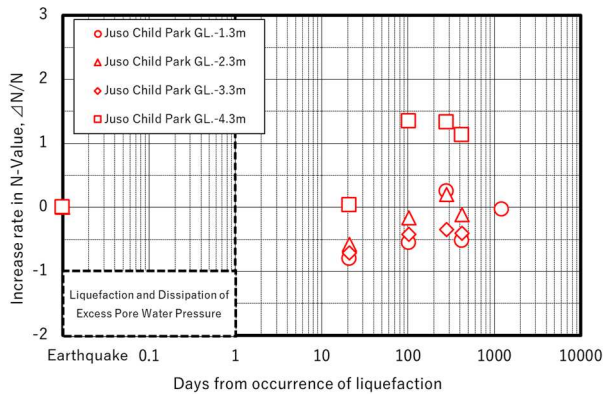 3
2
1
0
-1
-2
Increase rate in N-Value, ⊿N/N
Juso Child Park GL.-1.3m
Juso Child Park GL.-2.3m
Juso Child Park GL.-3.3m
Juso Child Park GL.-4.3m
Liquefaction and Dissipation of
Excess Pore Water Pressure
Earthquake 0.1 1 10 100 1000 10000
Days from occurrence of liquefaction